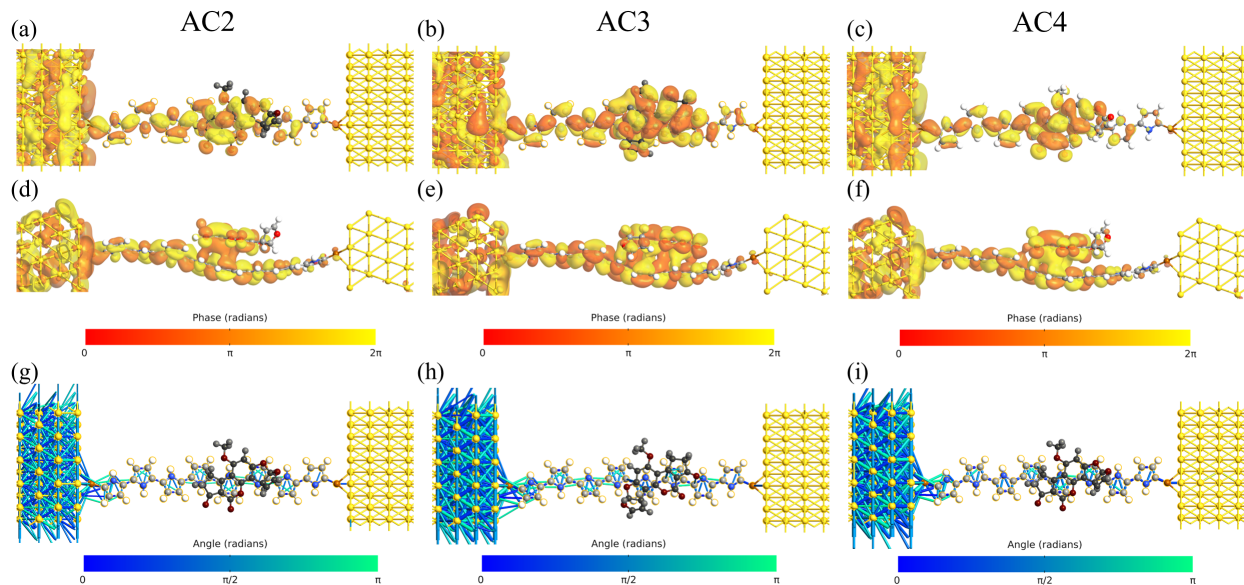 AC2 AC3 AC4
(a) (b) (c)
(d) (e) (f)
Phase (radians) Phase (radians) Phase (radians)
0 π 2π 0 π 2π 0 π 2π
(g) (h) (i)
Angle (radians) Angle (radians) Angle (radians)
0 π/2 π 0 π/2 π 0 π/2 π